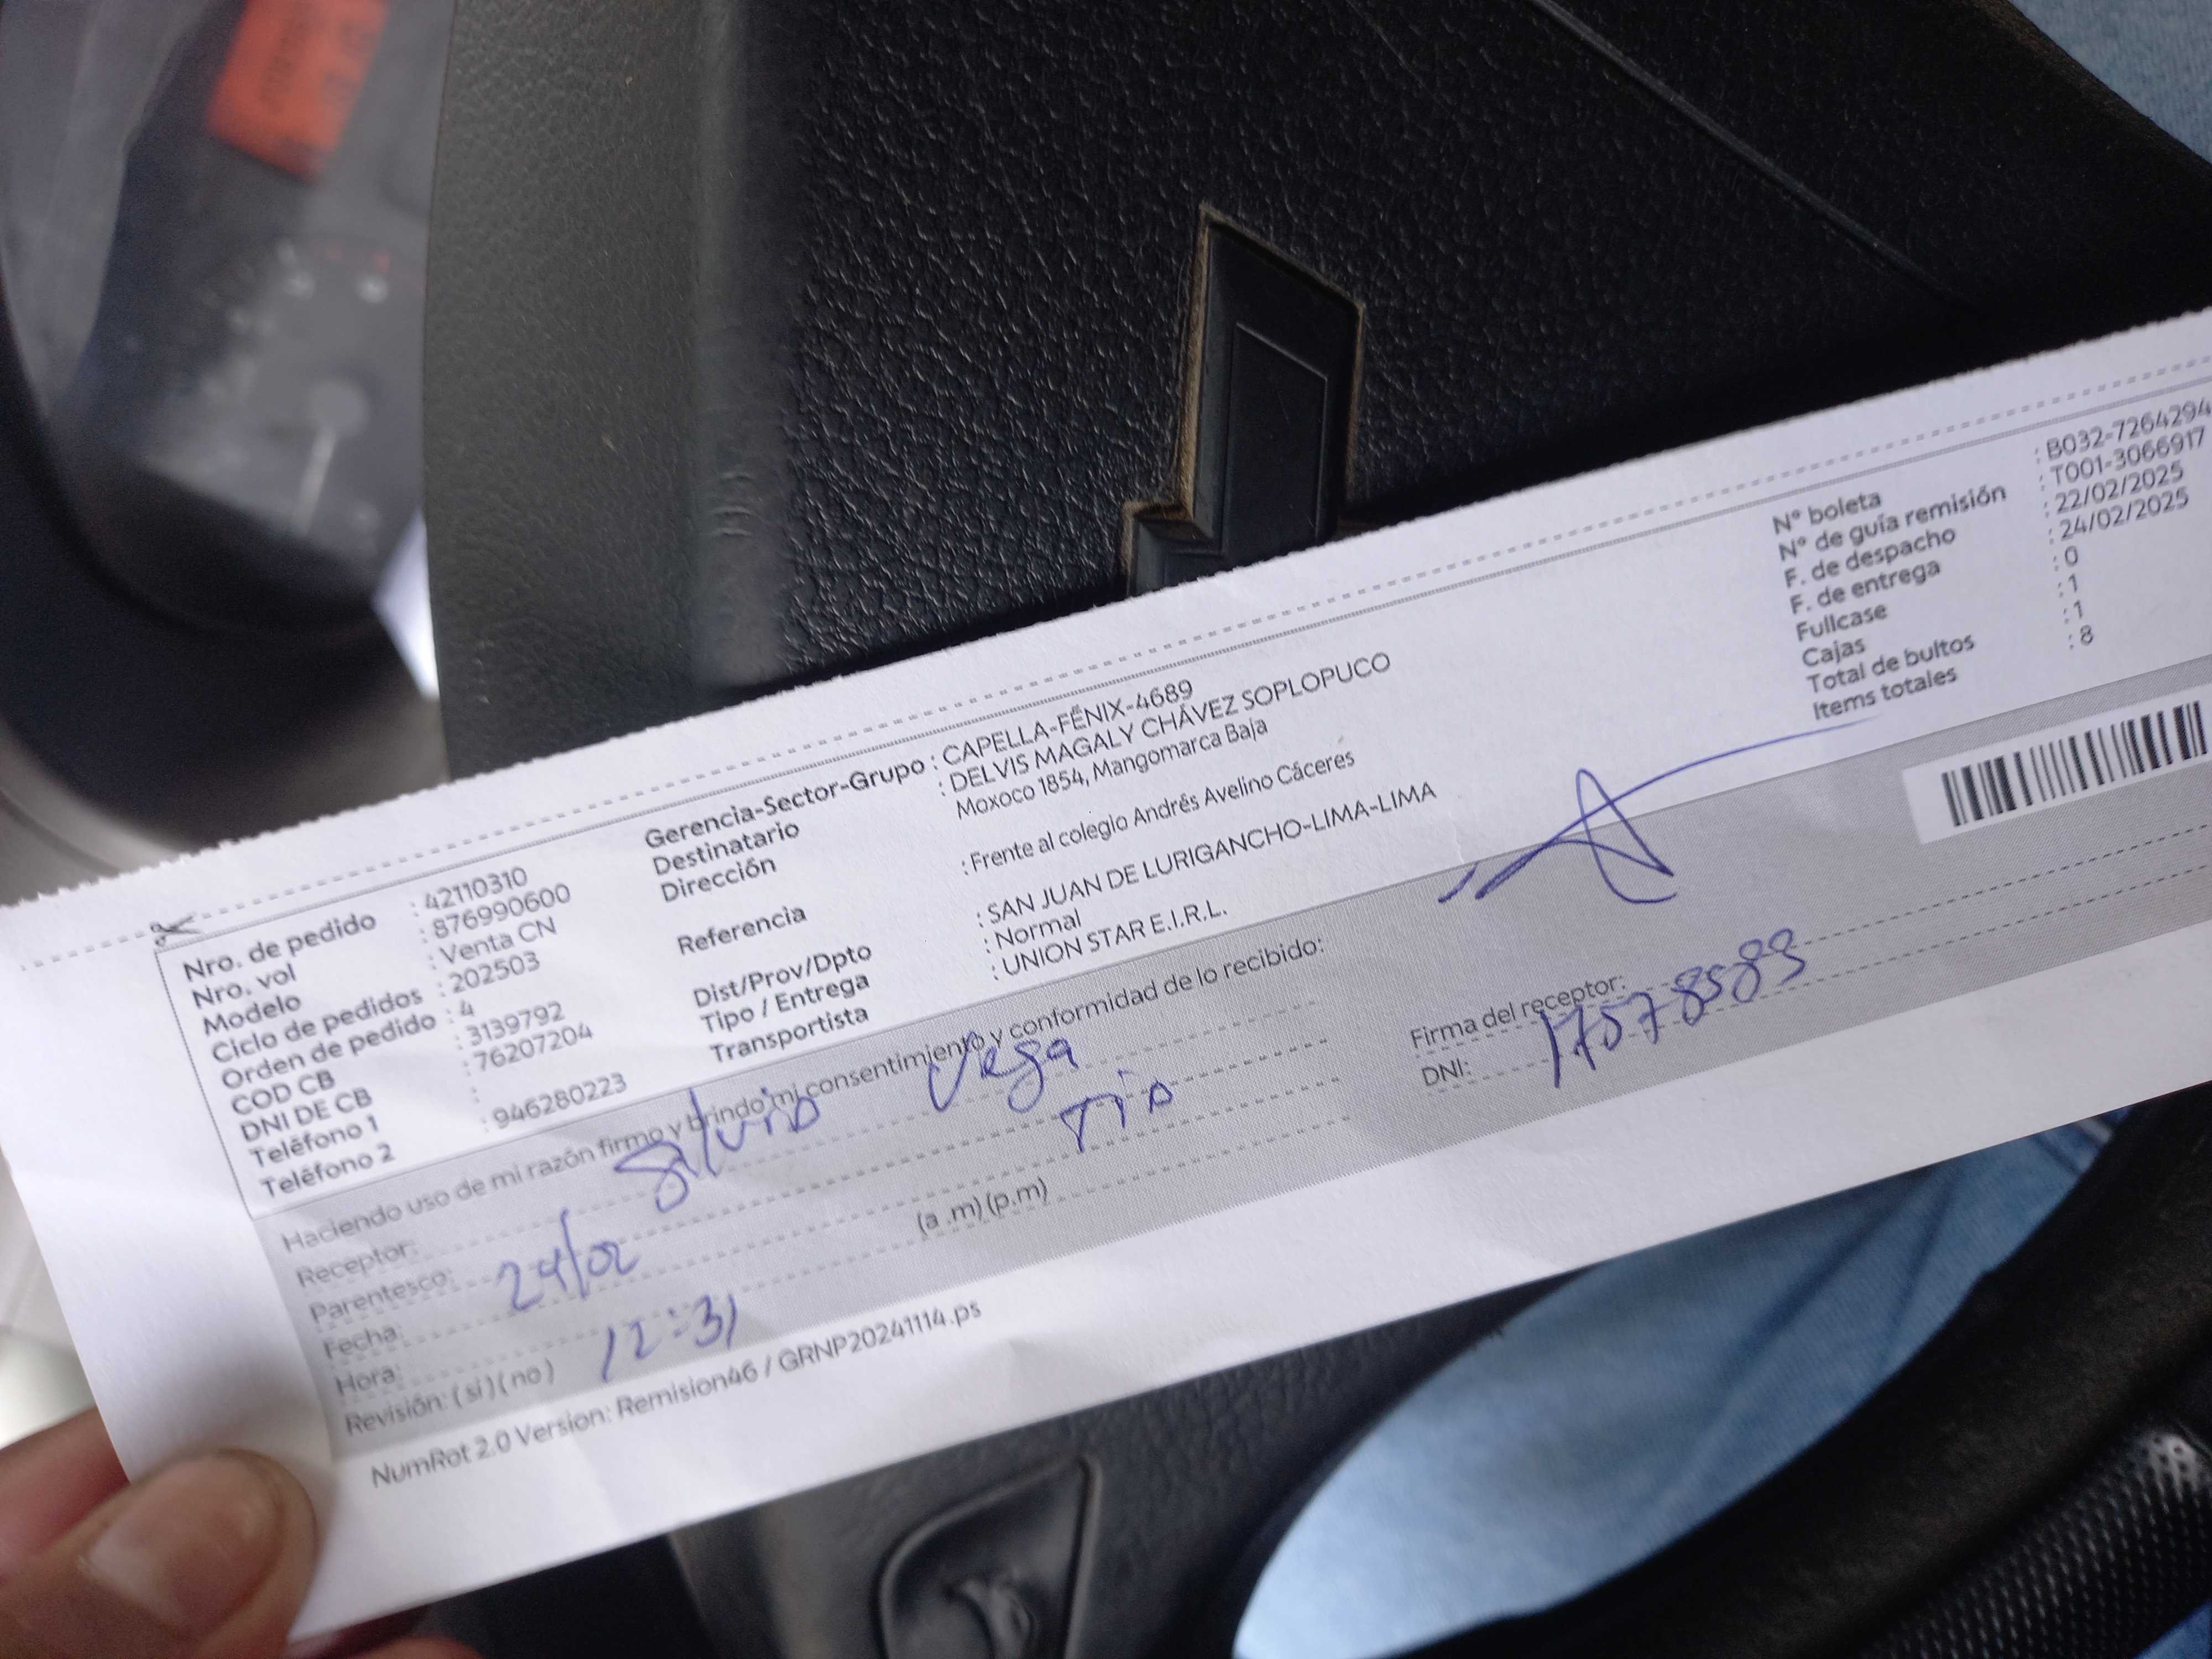 Nro. de pedido : 42110310
Nro. vol : 876990600
Modelo : Venta CN
Ciclo de pedidos : 202503
Orden de pedido : 4
COD CB : 3139792
DNI DE CB : 76207204
Teléfono 1 :
Teléfono 2 : 946280223
Gerencia-Sector-Grupo : CAPELLA-FÉNIX-4689
Destinatario : DELVIS MAGALY CHÁVEZ SOPLOPUCO
Dirección Moxoco 1854, Mangomarca Baja
Referencia : Frente al colegio Andrés Avelino Cáceres
Dist/Prov/Dpto : SAN JUAN DE LURIGANCHO-LIMA-LIMA
Tipo / Entrega : Normal
Transportista : UNION STAR E.I.R.L.
N° boleta : B032-7264294
N° de guía remisión : T001-3066917
F. de despacho : 22/02/2025
F. de entrega : 24/02/2025
Fullcase : 0
Cajas : 1
Total de bultos : 1
Items totales : 8
Haciendo uso de mi razón firmo y brindo mi consentimiento y conformidad de lo recibido:
Receptor: Silvio Vega
Parentesco: Tio
Fecha: 24/02
Hora: 12:31 (a .m) (p.m)
Revisión: ( si ) ( no )
Firma del receptor:
DNI: 17578583
NumRot 2.0 Version: Remision46 / GRNP20241114.ps